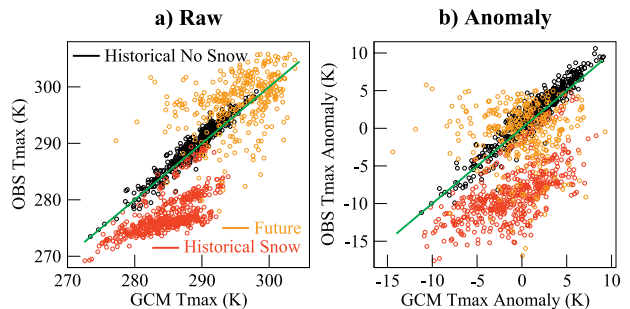 a) Raw
b) Anomaly
Historical No Snow
Future
Historical Snow
OBS Tmax (K)
300
290
280
270
270
280
290
300
GCM Tmax (K)
OBS Tmax Anomaly (K)
10
5
0
-5
-10
-15
-15
-10
-5
0
5
10
GCM Tmax Anomaly (K)